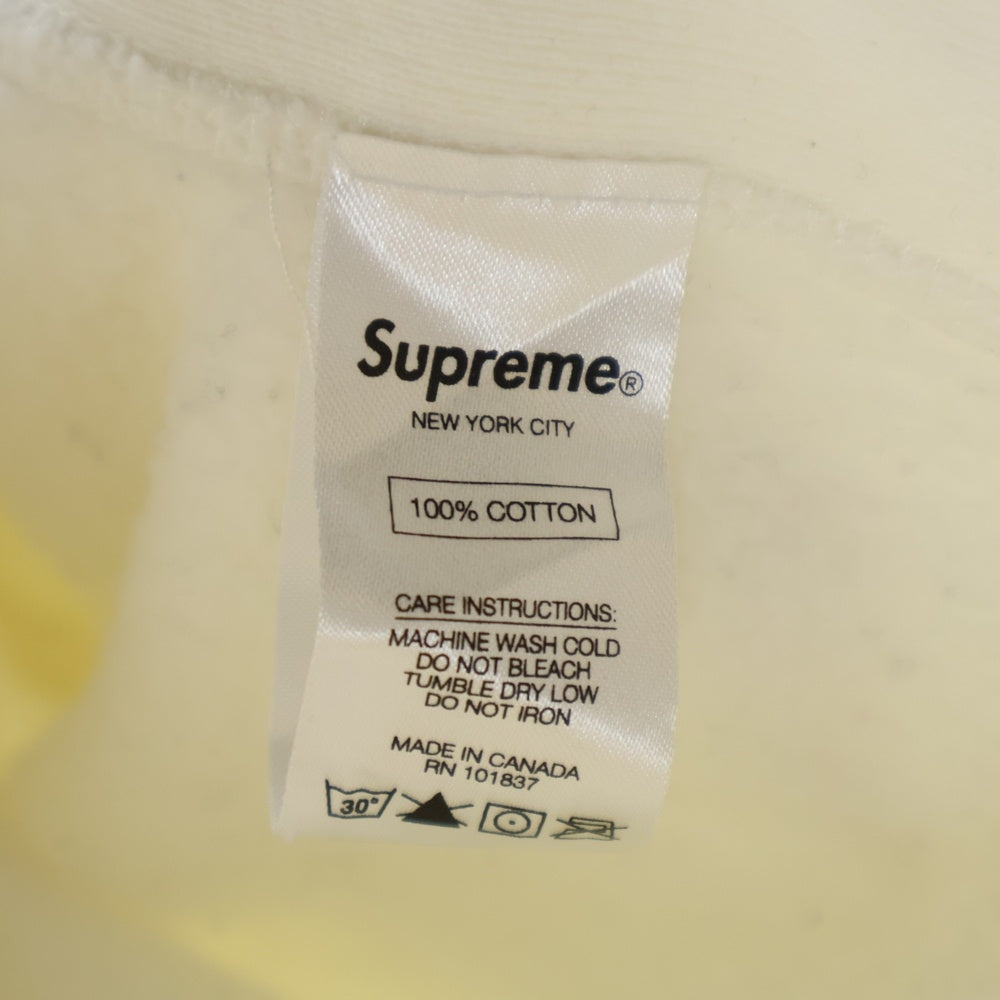 Supreme®
NEW YORK CITY
100% COTTON
CARE INSTRUCTIONS:
MACHINE WASH COLD
DO NOT BLEACH
TUMBLE DRY LOW
DO NOT IRON
MADE IN CANADA
RN 101837
30°